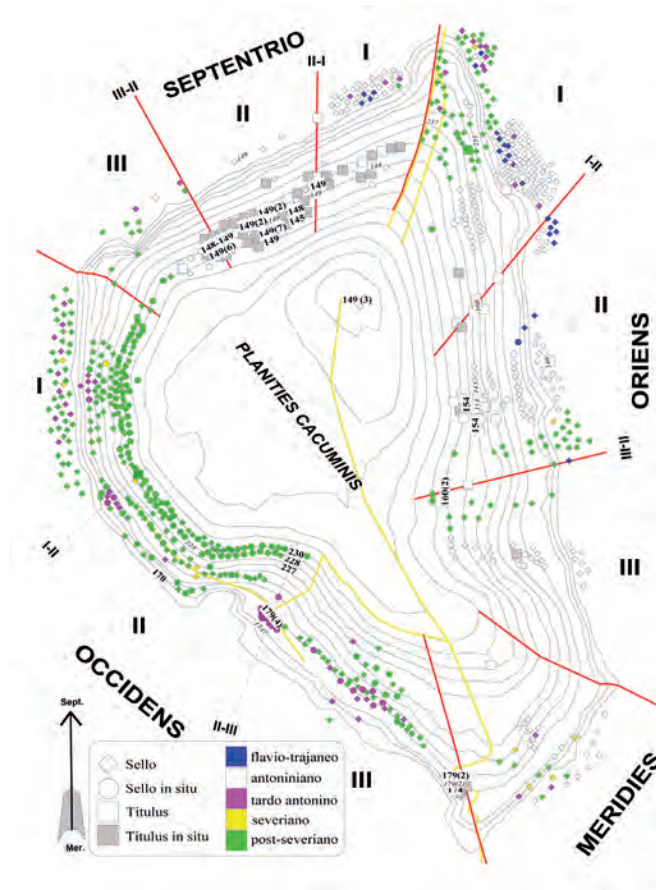 I
SEPTENTRIO
II-I
I
III-II
II
III
149
149(2)
149(2)
148
145
148-149
149(7)
149(6)
149
I-II
149 (3)
II
PLANITIES CACUMINIS
ORIENS
I
154
154
III-II
160(2)
I-II
230
228
227
170
III
179(4)
II
OCCIDENS
II-III
III
179(2)
MERIDIES
Sept.
Mer.
Sello
Sello in situ
Titulus
Titulus in situ
flavio-trajaneo
antoniniano
tardo antonino
severiano
post-severiano